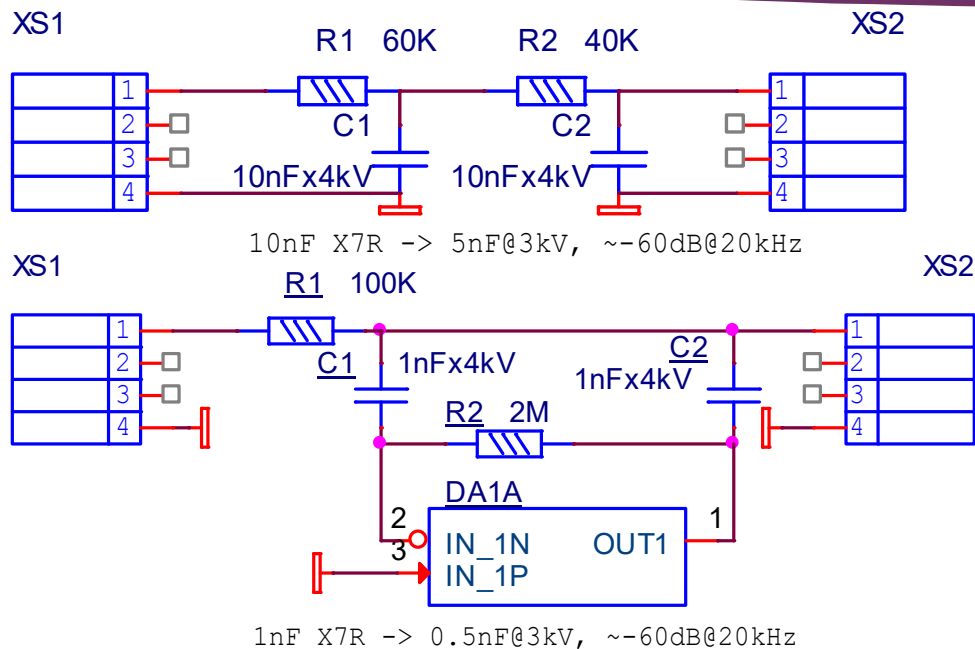 XS1
XS2
R1 60K
R2 40K
1
1
C1
C2
2
2
3
3
10nFx4kV
10nFx4kV
4
4
10nF X7R -> 5nF@3kV, ~-60dB@20kHz
XS1
XS2
R1 100K
1
1
C1
1nFx4kV
C2
1nFx4kV
2
2
3
3
R2 2M
4
4
DA1A
2
1
IN_1N
OUT1
3
IN_1P
1nF X7R -> 0.5nF@3kV, ~-60dB@20kHz